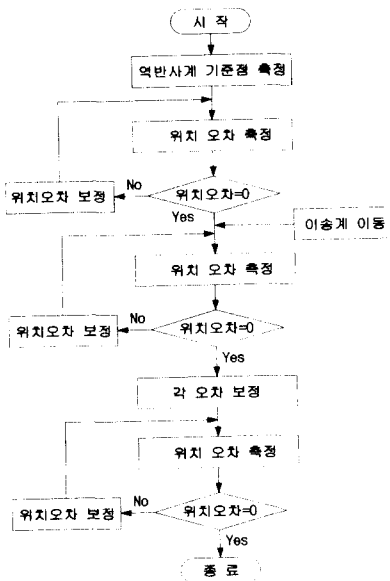 시 작
역반사계 기준점 측정
위치 오차 측정
위치오차=0
No
위치오차 보정
Yes
이송계 이동
위치 오차 측정
위치오차=0
No
위치오차 보정
Yes
각 오차 보정
위치 오차 측정
위치오차=0
No
위치오차 보정
Yes
종 료